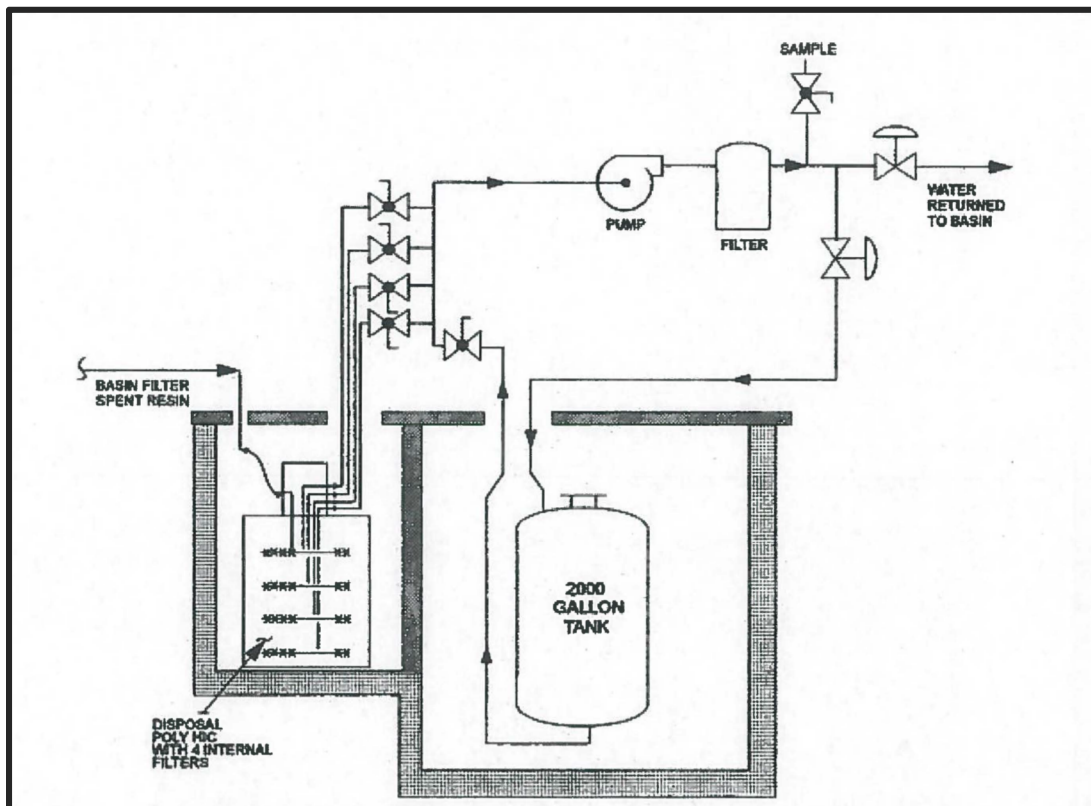 SAMPLE
PUMP
FILTER
WATER
RETURNED
TO BASIN
BASIN FILTER
SPENT RESIN
2000
GALLON
TANK
DISPOSAL
POLY HIC
WITH 4 INTERNAL
FILTERS